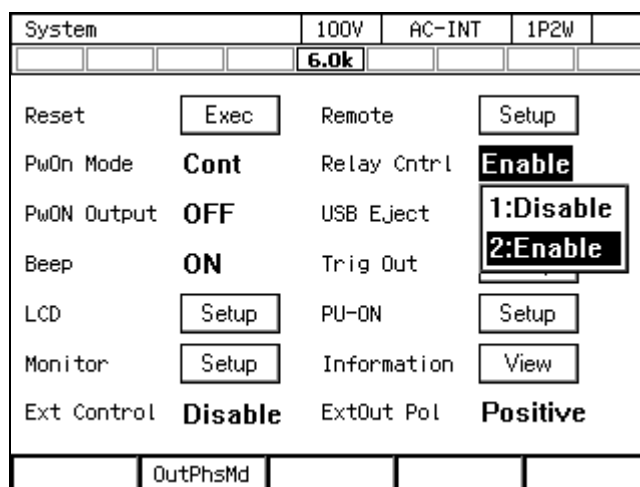 System 100V AC-INT 1P2W
6.0k
Reset Exec Remote Setup
PwOn Mode Cont Relay Cntrl Enable
PwON Output OFF USB Eject 1:Disable
2:Enable
Beep ON Trig Out
LCD Setup PU-ON Setup
Monitor Setup Information View
Ext Control Disable ExtOut Pol Positive
OutPhsMd